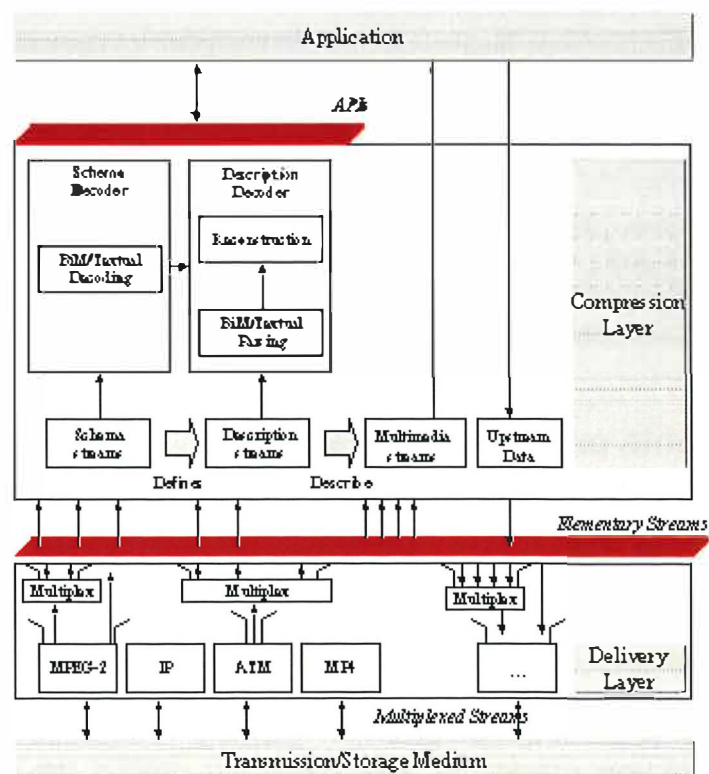 Application
APIs
Schema
Decoder
Description
Decoder
Reconstruction
BiM/Textual
Decoding
BiM/Textual
Parsing
Compression
Layer
Schema
streams
Description
streams
Multimedia
streams
Upstream
Data
Defines
Describe
Elementary Streams
Multiplex
Multiplex
Multiplex
MPEG-2
IP
ATM
MP4
...
Delivery
Layer
Multiplexed Streams
Transmission/Storage Medium